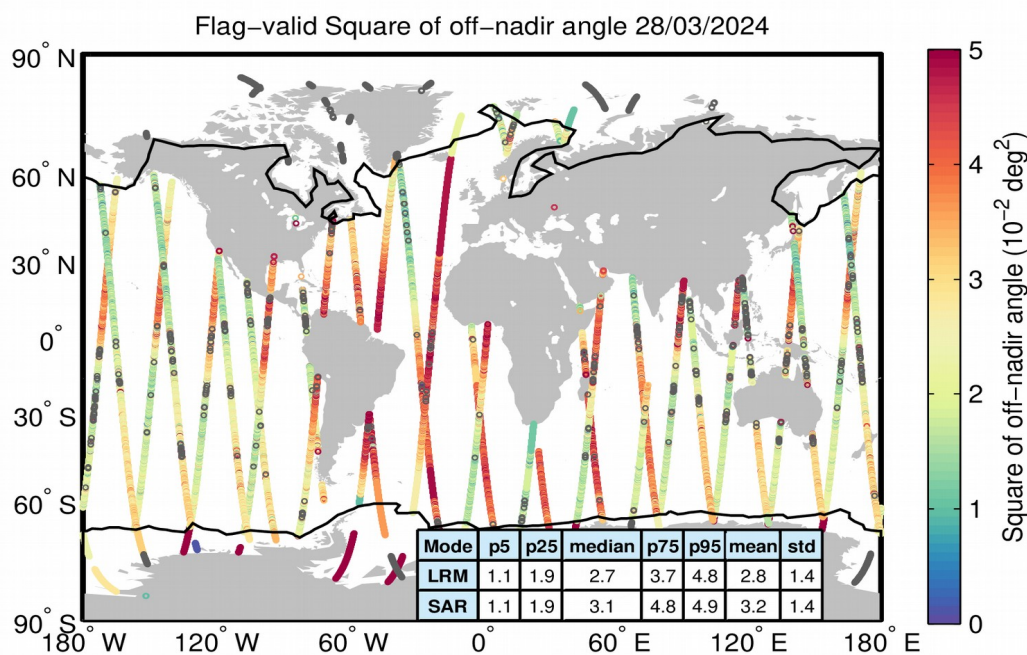 Flag−valid Square of off−nadir angle 28/03/2024
90° N
60° N
30° N
0°
30° S
60° S
90° S
180° W
120° W
60° W
0°
60° E
120° E
180° E
Mode p5 p25 median p75 p95 mean std
LRM 1.1 1.9 2.7 3.7 4.8 2.8 1.4
SAR 1.1 1.9 3.1 4.8 4.9 3.2 1.4
5
4
3
2
1
0
Square of off−nadir angle (10⁻² deg²)